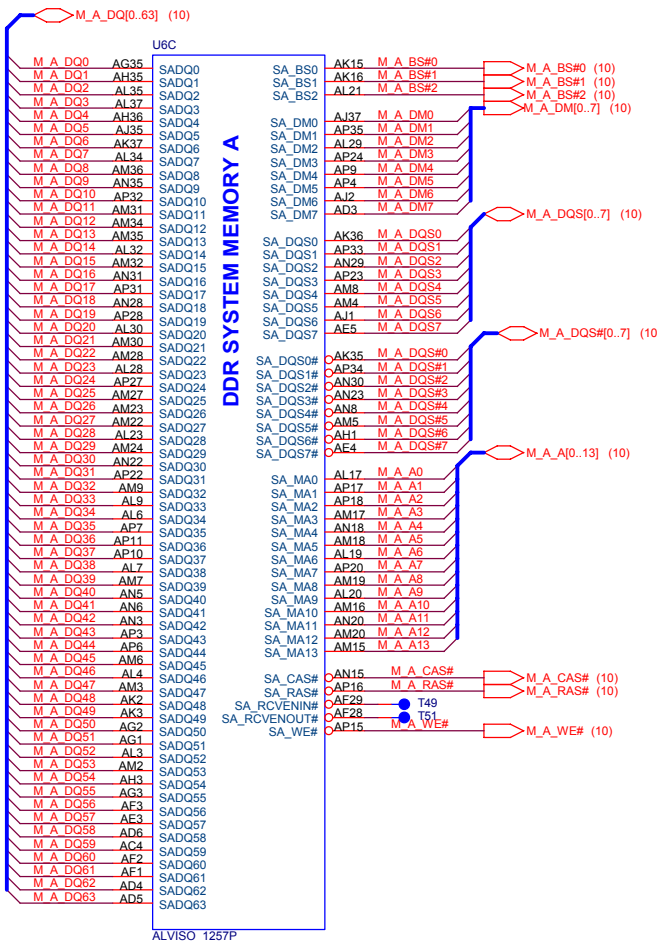 M_A_DQ[0..63] (10)
U6C
M_A_DQ0 AG35 SADQ0 SA_BS0 AK15 M_A_BS#0 M_A_BS#0 (10)
M_A_DQ1 AH35 SADQ1 SA_BS1 AK16 M_A_BS#1 M_A_BS#1 (10)
M_A_DQ2 AL35 SADQ2 SA_BS2 AL21 M_A_BS#2 M_A_BS#2 (10)
M_A_DQ3 AL37 SADQ3 M_A_DM[0..7] (10)
M_A_DQ4 AH36 SADQ4 SA_DM0 AJ37 M_A_DM0
M_A_DQ5 AJ35 SADQ5 SA_DM1 AP35 M_A_DM1
M_A_DQ6 AK37 SADQ6 SA_DM2 AL29 M_A_DM2
M_A_DQ7 AL34 SADQ7 SA_DM3 AP24 M_A_DM3
M_A_DQ8 AM36 SADQ8 SA_DM4 AP9 M_A_DM4
M_A_DQ9 AN35 SADQ9 SA_DM5 AP4 M_A_DM5
M_A_DQ10 AP32 SADQ10 SA_DM6 AJ2 M_A_DM6
M_A_DQ11 AM31 SADQ11 SA_DM7 AD3 M_A_DM7 M_A_DQS[0..7] (10)
M_A_DQ12 AM34 SADQ12
M_A_DQ13 AM35 SADQ13 SA_DQS0 AK36 M_A_DQS0
M_A_DQ14 AL32 SADQ14 SA_DQS1 AP33 M_A_DQS1
M_A_DQ15 AM32 SADQ15 SA_DQS2 AN29 M_A_DQS2
M_A_DQ16 AN31 SADQ16 SA_DQS3 AP23 M_A_DQS3
M_A_DQ17 AP31 SADQ17 SA_DQS4 AM8 M_A_DQS4
M_A_DQ18 AN28 SADQ18 SA_DQS5 AM4 M_A_DQS5
M_A_DQ19 AP28 SADQ19 SA_DQS6 AJ1 M_A_DQS6
M_A_DQ20 AL30 SADQ20 SA_DQS7 AE5 M_A_DQS7 M_A_DQS#[0..7] (10
M_A_DQ21 AM30 SADQ21
M_A_DQ22 AM28 SADQ22 SA_DQS0# AK35 M_A_DQS#0
M_A_DQ23 AL28 SADQ23 SA_DQS1# AP34 M_A_DQS#1
M_A_DQ24 AP27 SADQ24 SA_DQS2# AN30 M_A_DQS#2
M_A_DQ25 AM27 SADQ25 SA_DQS3# AN23 M_A_DQS#3
M_A_DQ26 AM23 SADQ26 SA_DQS4# AN8 M_A_DQS#4
M_A_DQ27 AM22 SADQ27 SA_DQS5# AM5 M_A_DQS#5
M_A_DQ28 AL23 SADQ28 SA_DQS6# AH1 M_A_DQS#6
M_A_DQ29 AM24 SADQ29 SA_DQS7# AE4 M_A_DQS#7 M_A_A[0..13] (10)
M_A_DQ30 AN22 SADQ30
M_A_DQ31 AP22 SADQ31 SA_MA0 AL17 M_A_A0
M_A_DQ32 AM9 SADQ32 SA_MA1 AP17 M_A_A1
M_A_DQ33 AL9 SADQ33 SA_MA2 AP18 M_A_A2
M_A_DQ34 AL6 SADQ34 SA_MA3 AM17 M_A_A3
M_A_DQ35 AP7 SADQ35 SA_MA4 AN18 M_A_A4
M_A_DQ36 AP11 SADQ36 SA_MA5 AM18 M_A_A5
M_A_DQ37 AP10 SADQ37 SA_MA6 AL19 M_A_A6
M_A_DQ38 AL7 SADQ38 SA_MA7 AP20 M_A_A7
M_A_DQ39 AM7 SADQ39 SA_MA8 AM19 M_A_A8
M_A_DQ40 AN5 SADQ40 SA_MA9 AL20 M_A_A9
M_A_DQ41 AN6 SADQ41 SA_MA10 AM16 M_A_A10
M_A_DQ42 AN3 SADQ42 SA_MA11 AN20 M_A_A11
M_A_DQ43 AP3 SADQ43 SA_MA12 AM20 M_A_A12
M_A_DQ44 AP6 SADQ44 SA_MA13 AM15 M_A_A13
M_A_DQ45 AM6 SADQ45
M_A_DQ46 AL4 SADQ46 SA_CAS# AN15 M_A_CAS# M_A_CAS# (10)
M_A_DQ47 AM3 SADQ47 SA_RAS# AP16 M_A_RAS# M_A_RAS# (10)
M_A_DQ48 AK2 SADQ48 SA_RCVENIN# AF29 T49
M_A_DQ49 AK3 SADQ49 SA_RCVENOUT# AF28 T51
M_A_DQ50 AG2 SADQ50 SA_WE# AP15 M_A_WE# M_A_WE# (10)
M_A_DQ51 AG1 SADQ51
M_A_DQ52 AL3 SADQ52
M_A_DQ53 AM2 SADQ53
M_A_DQ54 AH3 SADQ54
M_A_DQ55 AG3 SADQ55
M_A_DQ56 AF3 SADQ56
M_A_DQ57 AE3 SADQ57
M_A_DQ58 AD6 SADQ58
M_A_DQ59 AC4 SADQ59
M_A_DQ60 AF2 SADQ60
M_A_DQ61 AF1 SADQ61
M_A_DQ62 AD4 SADQ62
M_A_DQ63 AD5 SADQ63
DDR SYSTEM MEMORY A
ALVISO_1257P